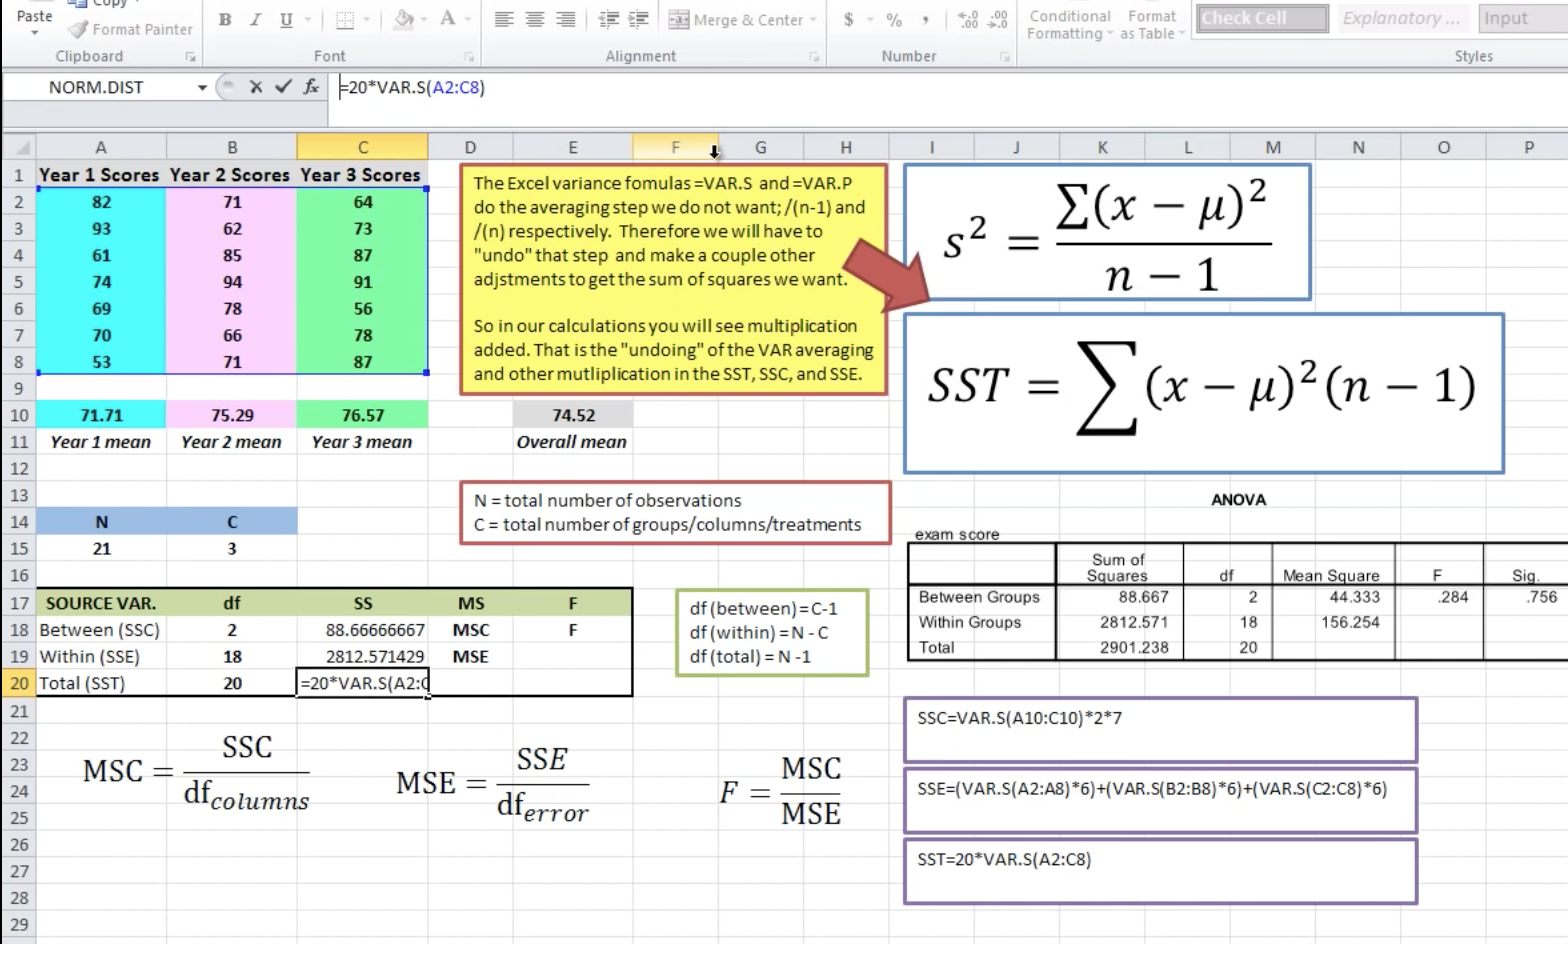 Copy
Paste
Format Painter
B I U A
Merge & Center
$ % ,
.00 .00
Conditional Formatting
Format as Table
Check Cell
Explanatory ...
Input
Clipboard
Font
Alignment
Number
Styles
NORM.DIST
fx
=20*VAR.S(A2:C8)
A B C D E F G H I J K L M N O P
1 Year 1 Scores Year 2 Scores Year 3 Scores
2 82 71 64
3 93 62 73
4 61 85 87
5 74 94 91
6 69 78 56
7 70 66 78
8 53 71 87
9
10 71.71 75.29 76.57 74.52
11 Year 1 mean Year 2 mean Year 3 mean Overall mean
12
13
14 N C
15 21 3
16
17 SOURCE VAR. df SS MS F
18 Between (SSC) 2 88.66666667 MSC F
19 Within (SSE) 18 2812.571429 MSE
20 Total (SST) 20 =20*VAR.S(A2:C
21
22
23
24
25
26
27
28
29
The Excel variance fomulas =VAR.S and =VAR.P
do the averaging step we do not want; /(n-1) and
/(n) respectively. Therefore we will have to
"undo" that step and make a couple other
adjstments to get the sum of squares we want.
So in our calculations you will see multiplication
added. That is the "undoing" of the VAR averaging
and other mutliplication in the SST, SSC, and SSE.
s² = ∑(x − μ)² / n − 1
SST = ∑(x − μ)²(n − 1)
N = total number of observations
C = total number of groups/columns/treatments
ANOVA
exam score
Sum of Squares df Mean Square F Sig.
Between Groups 88.667 2 44.333 .284 .756
Within Groups 2812.571 18 156.254
Total 2901.238 20
df (between) = C-1
df (within) = N - C
df (total) = N -1
MSC = SSC / df columns
MSE = SSE / df error
F = MSC / MSE
SSC=VAR.S(A10:C10)*2*7
SSE=(VAR.S(A2:A8)*6)+(VAR.S(B2:B8)*6)+(VAR.S(C2:C8)*6)
SST=20*VAR.S(A2:C8)